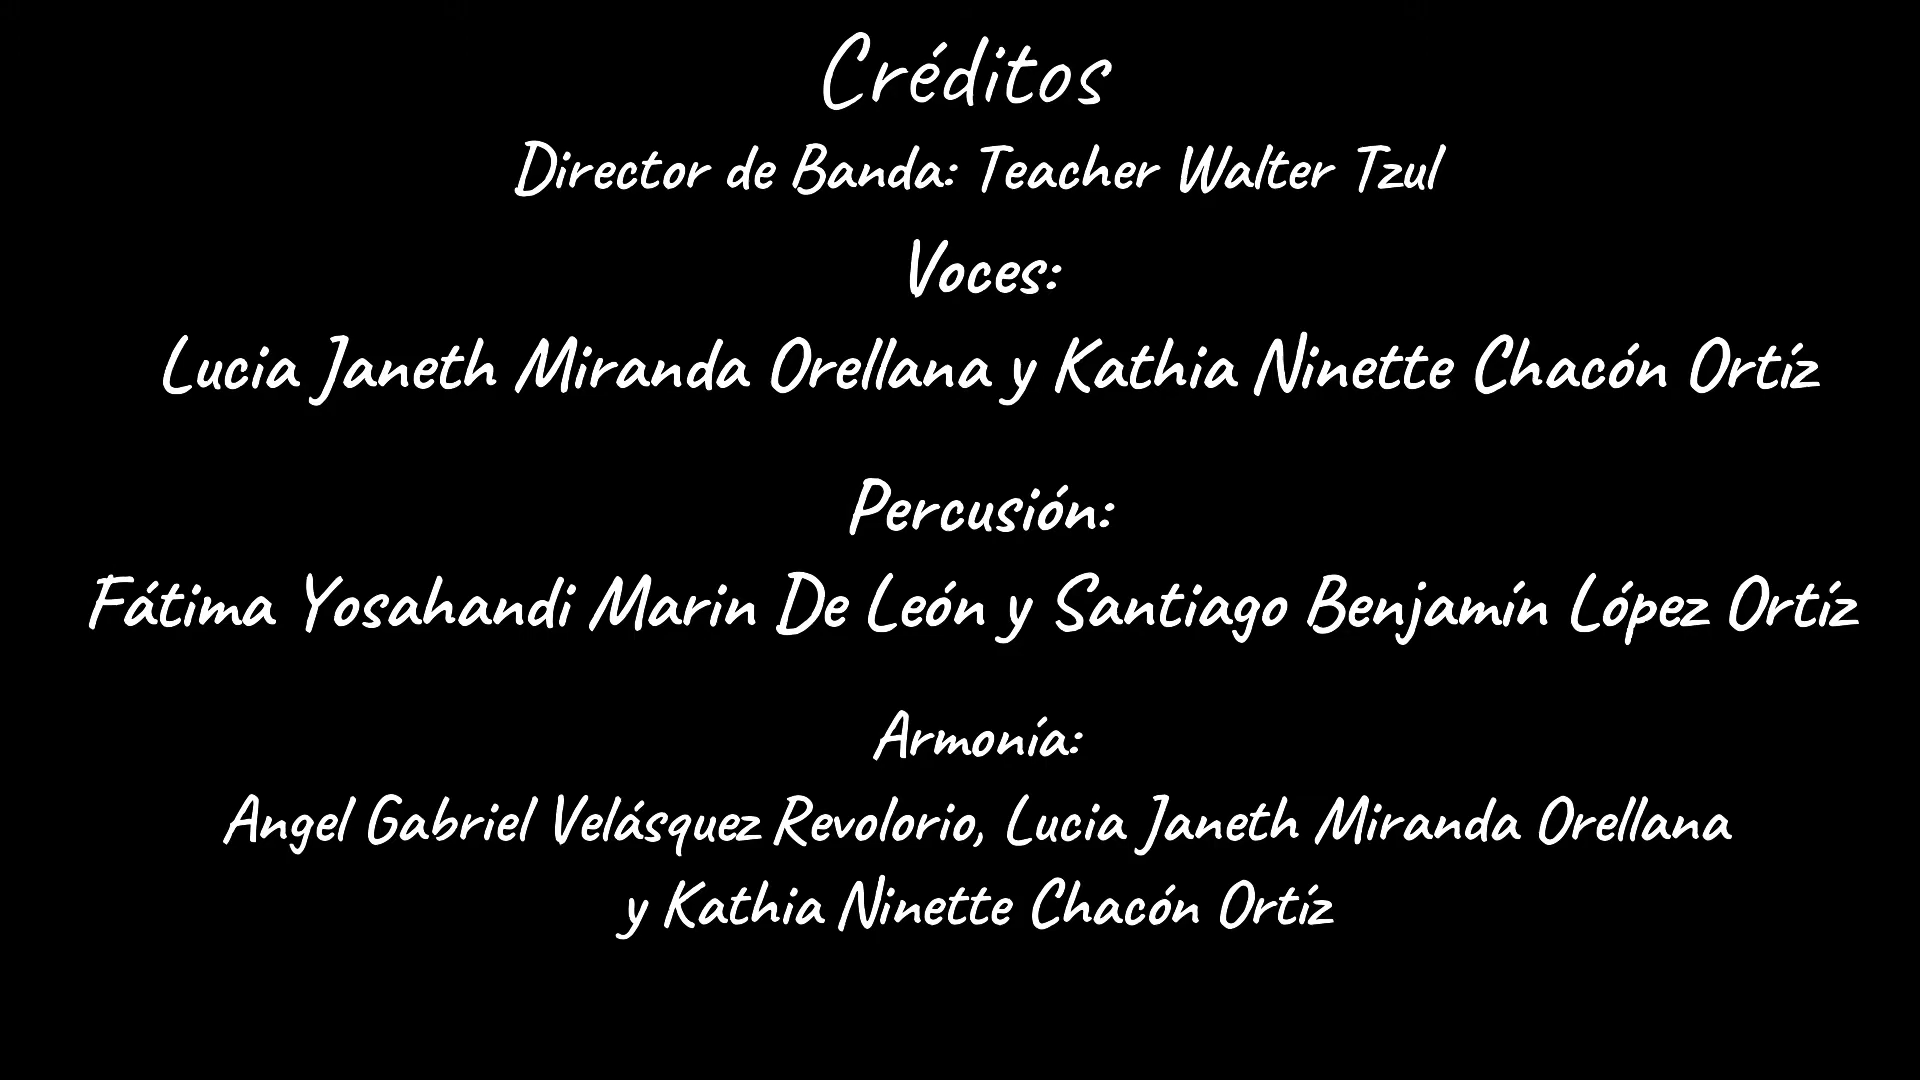 Créditos
Director de Banda: Teacher Walter Tzul
Voces:
Lucia Janeth Miranda Orellana y Kathia Ninette Chacón Ortíz
Percusión:
Fátima Yosahandi Marin De León y Santiago Benjamín López Ortíz
Armonía:
Angel Gabriel Velásquez Revolorio, Lucia Janeth Miranda Orellana
y Kathia Ninette Chacón Ortíz